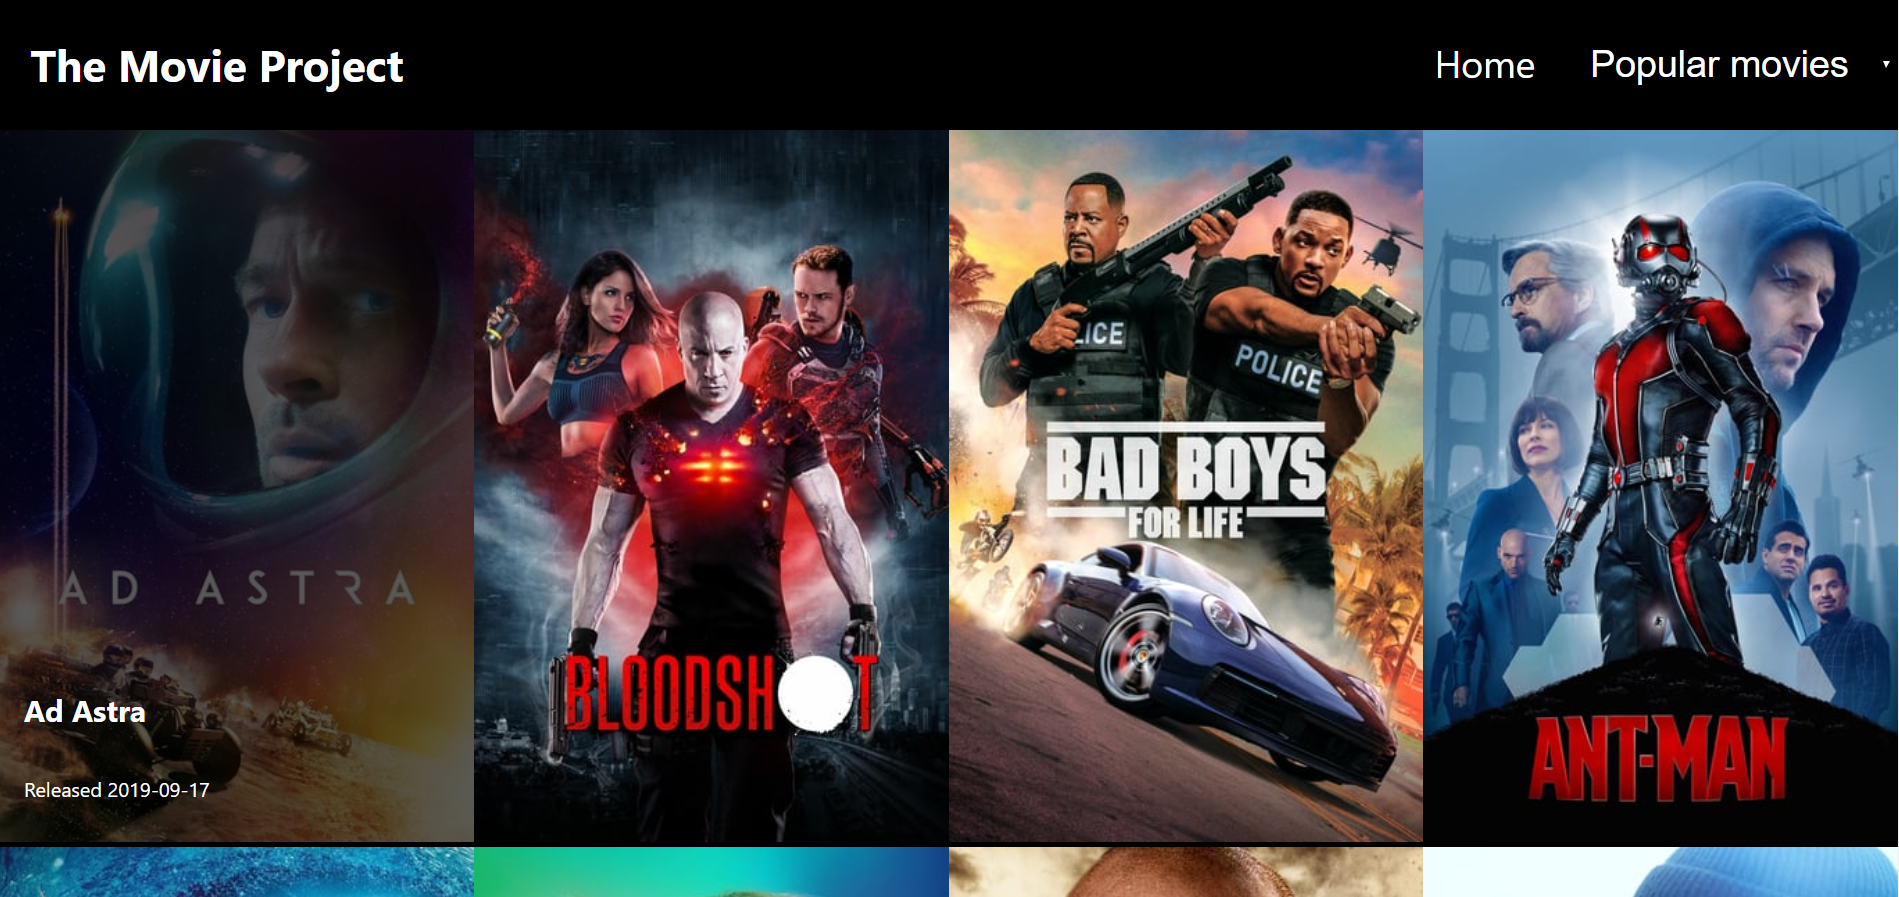 The Movie Project
Home
Popular movies
AD ASTRA
Ad Astra
Released 2019-09-17
BLOODSHOT
LICE
POLICE
BAD BOYS
FOR LIFE
ANT-MAN